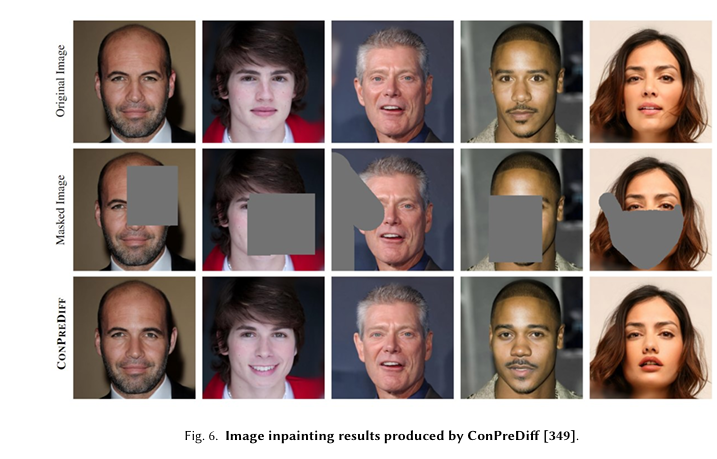 Original Image
Masked Image
CONPREDIFF
Fig. 6. Image inpainting results produced by ConPreDiff [349].